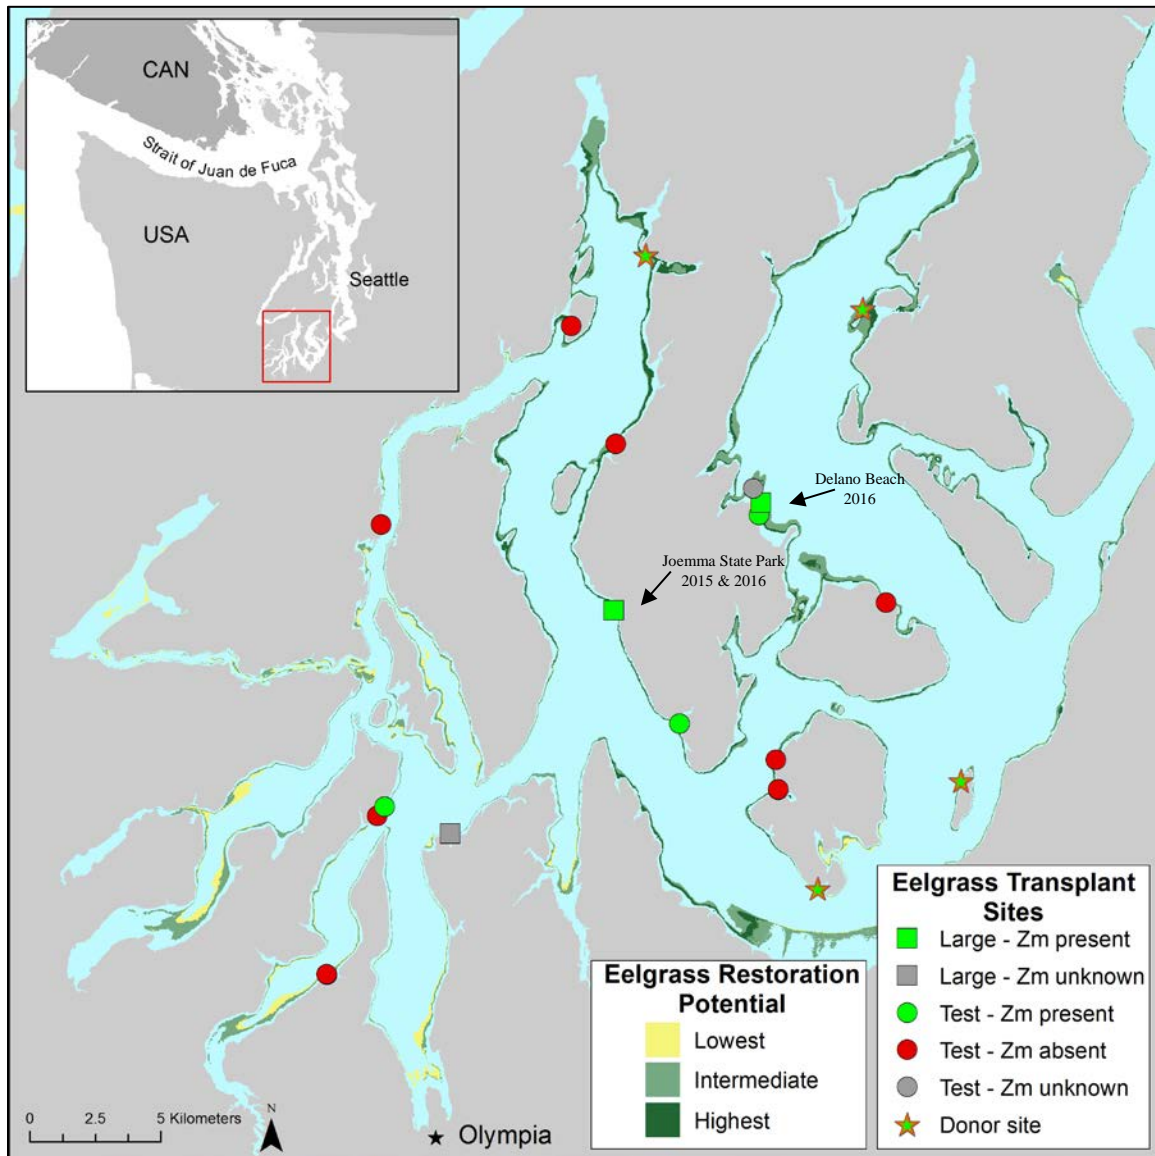 CAN
Strait of Juan de Fuca
USA
Seattle
Delano Beach
2016
Joemma State Park
2015 & 2016
Eelgrass Transplant
Sites
Large - Zm present
Large - Zm unknown
Test - Zm present
Test - Zm absent
Test - Zm unknown
Donor site
Eelgrass Restoration
Potential
Lowest
Intermediate
Highest
0 2.5 5 Kilometers
N
Olympia